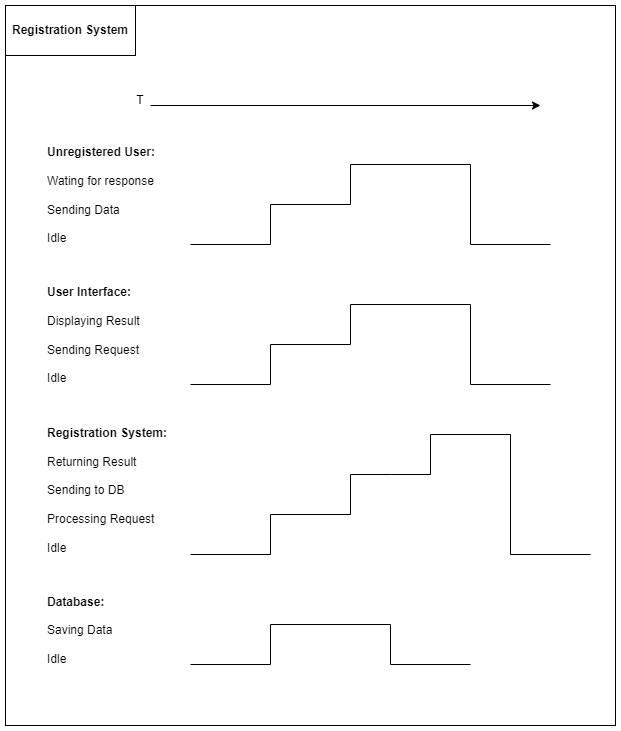 Registration System
T
Unregistered User:
Wating for response
Sending Data
Idle
User Interface:
Displaying Result
Sending Request
Idle
Registration System:
Returning Result
Sending to DB
Processing Request
Idle
Database:
Saving Data
Idle